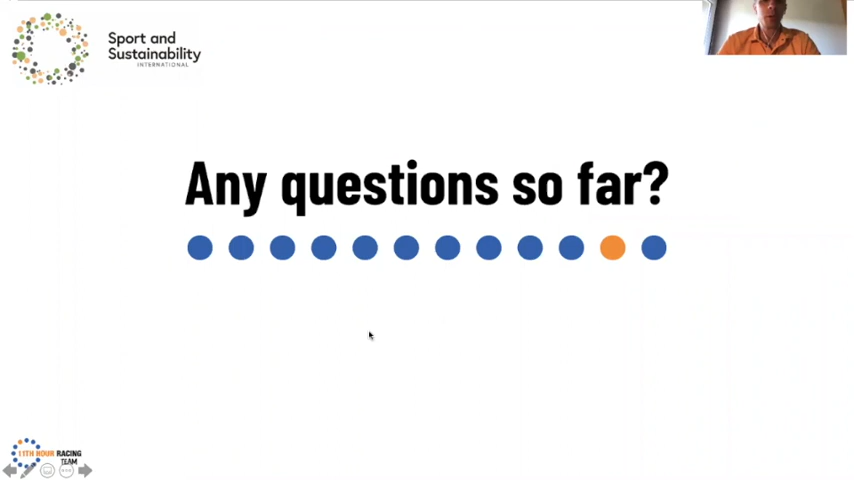 Sport and
Sustainability
INTERNATIONAL
Any questions so far?
11TH HOUR RACING
TEAM